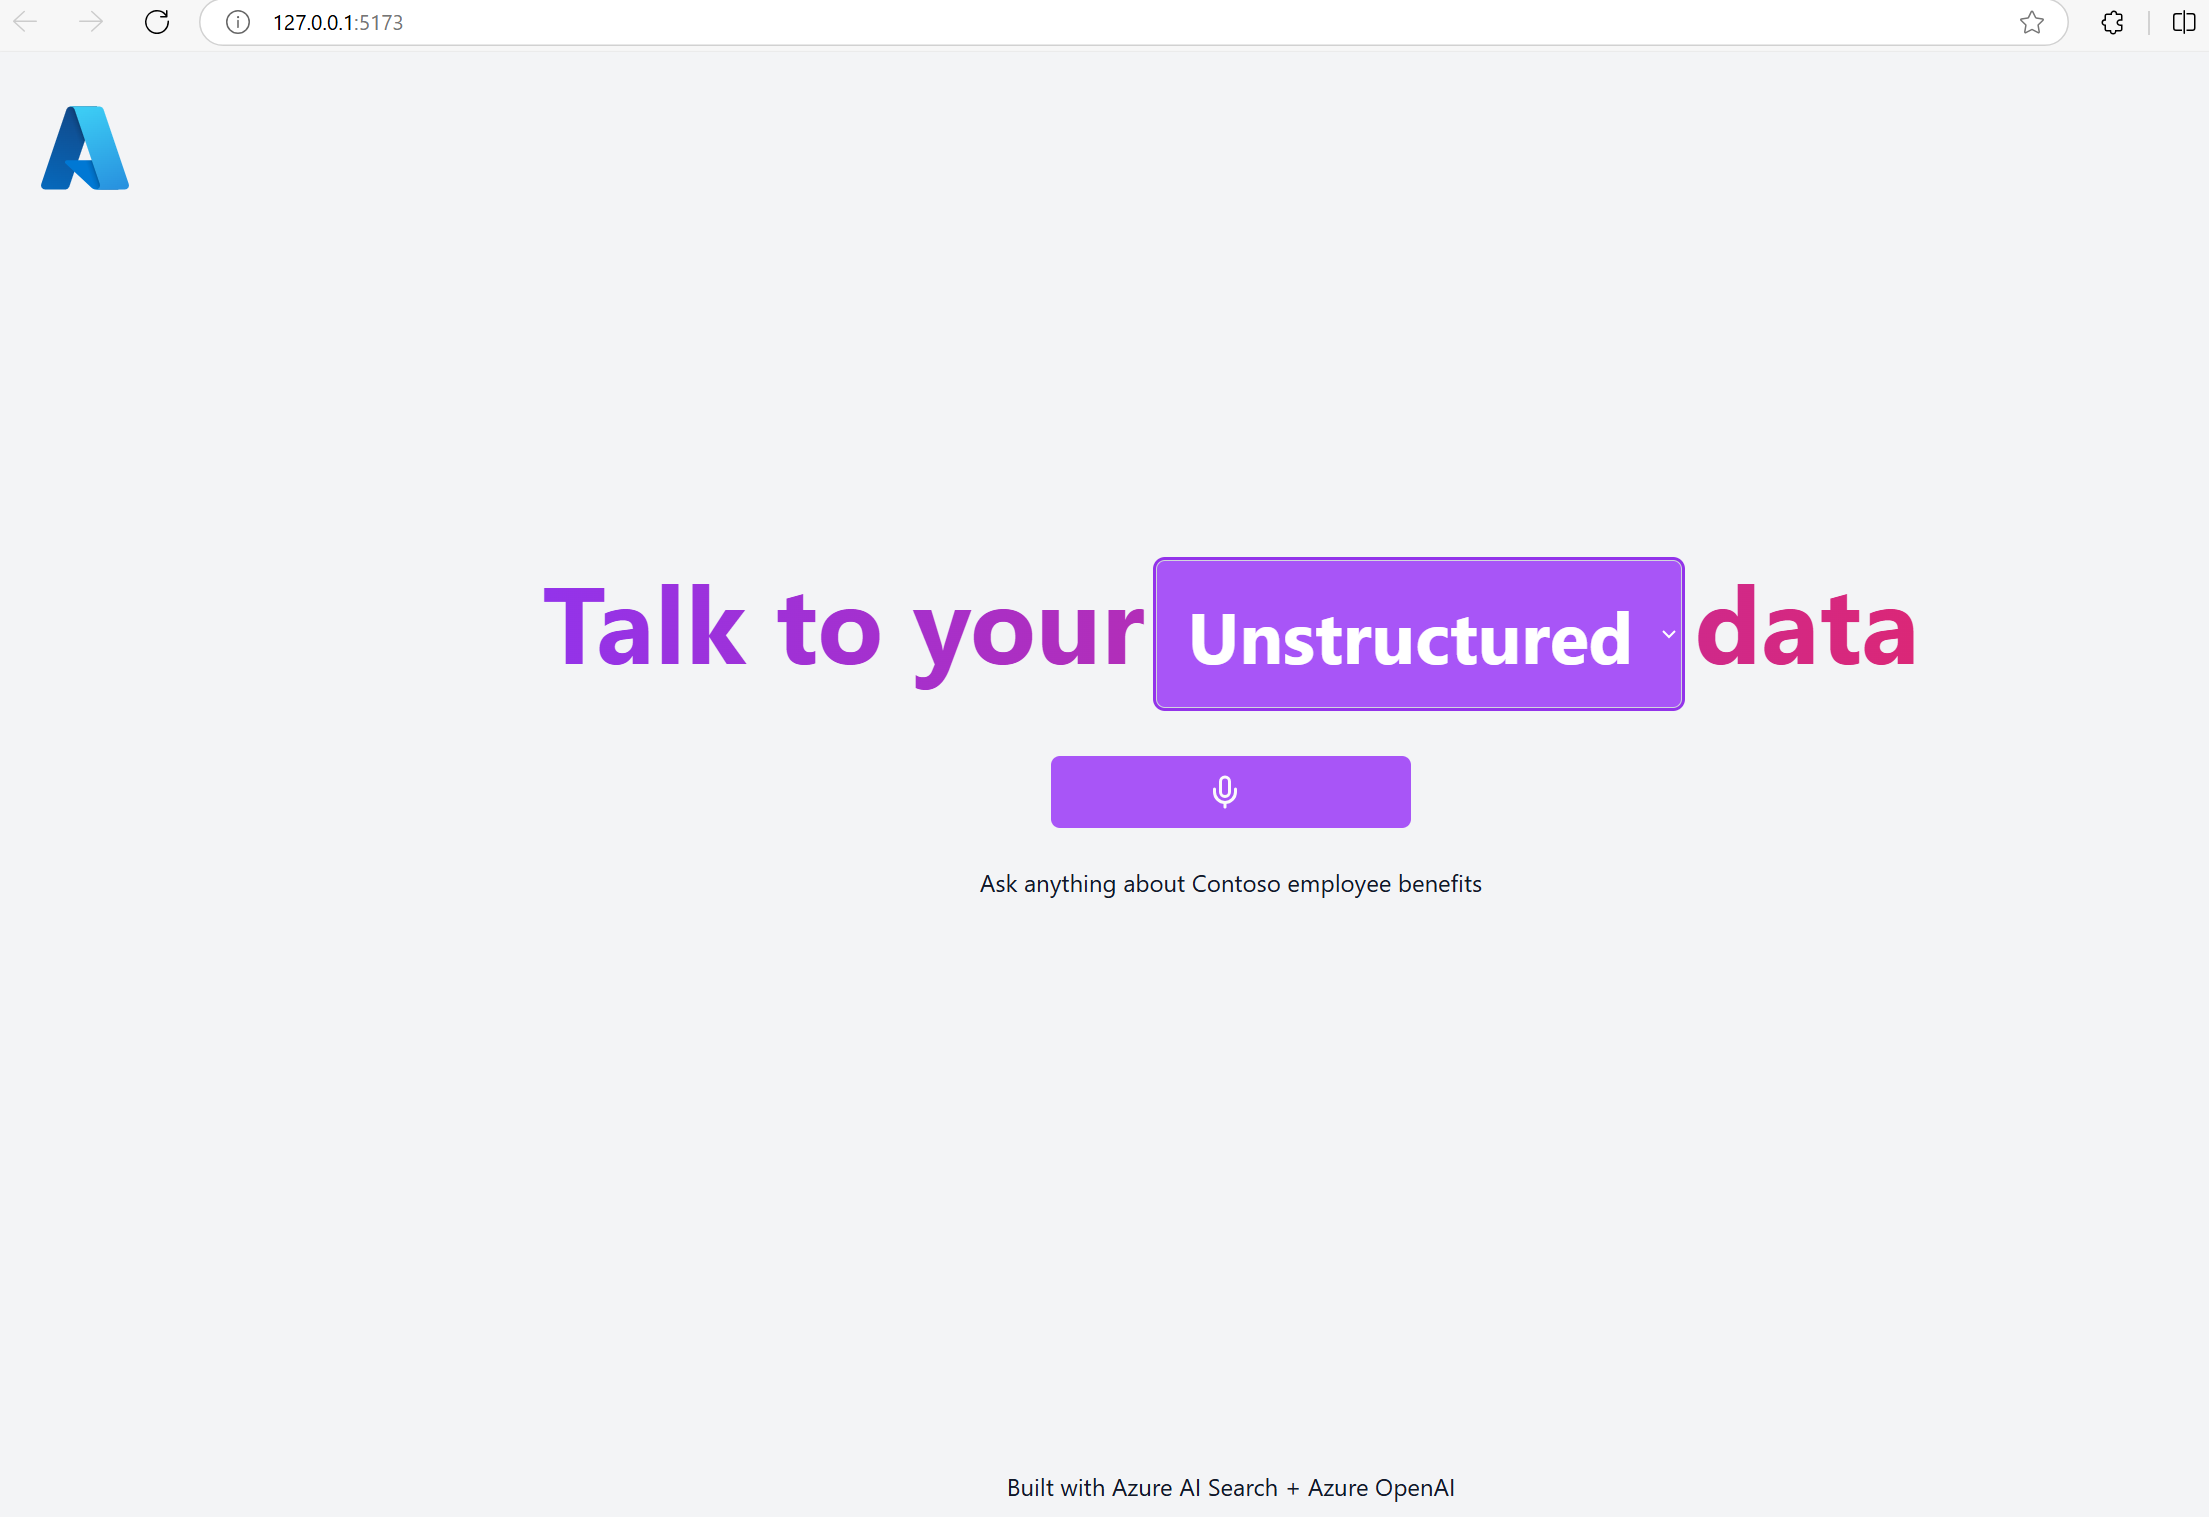 127.0.0.1:5173
Talk to your Unstructured data
Ask anything about Contoso employee benefits
Built with Azure AI Search + Azure OpenAI